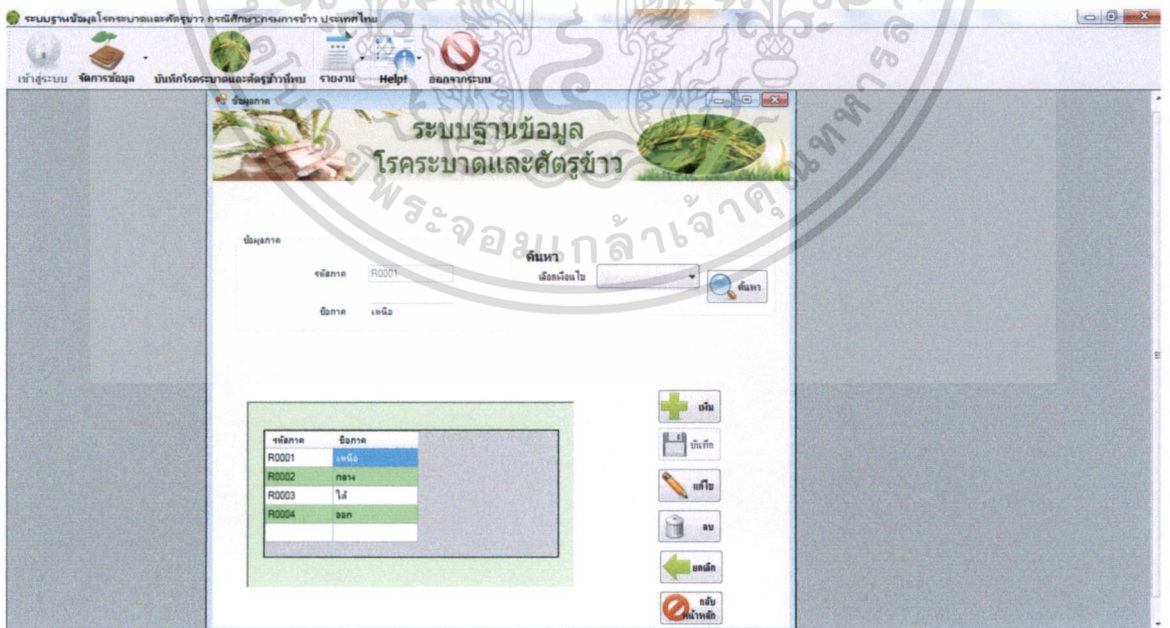 ระบบฐานข้อมูลโรคระบาดและศัตรูข้าว กรณีศึกษา:กรมการข้าว ประเทศไทย
เข้าสู่ระบบ จัดการข้อมูล บันทึกโรคระบาดและศัตรูข้าวที่พบ รายงาน Help! ออกจากระบบ
ข้อมูลภาค
ระบบฐานข้อมูล
โรคระบาดและศัตรูข้าว
ข้อมูลภาค
ค้นหา
รหัสภาค R0001 เลือกเงื่อนไข ค้นหา
ชื่อภาค เหนือ
เพิ่ม
บันทึก
แก้ไข
ลบ
ยกเลิก
กลับ
หน้าหลัก
รหัสภาค ชื่อภาค
R0001 เหนือ
R0002 กลาง
R0003 ใต้
R0004 ออก